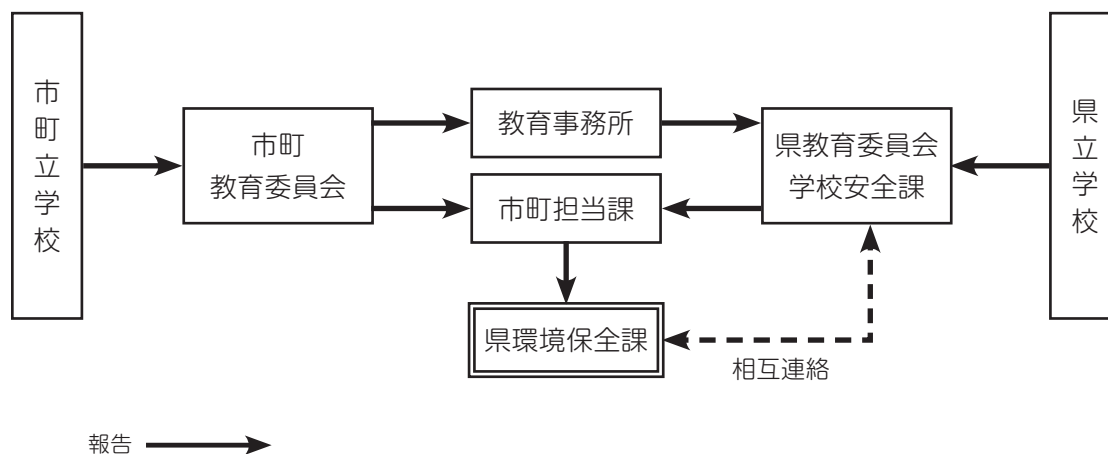 市町立学校
市町
教育委員会
教育事務所
市町担当課
県環境保全課
県教育委員会
学校安全課
県立学校
相互連絡
報告